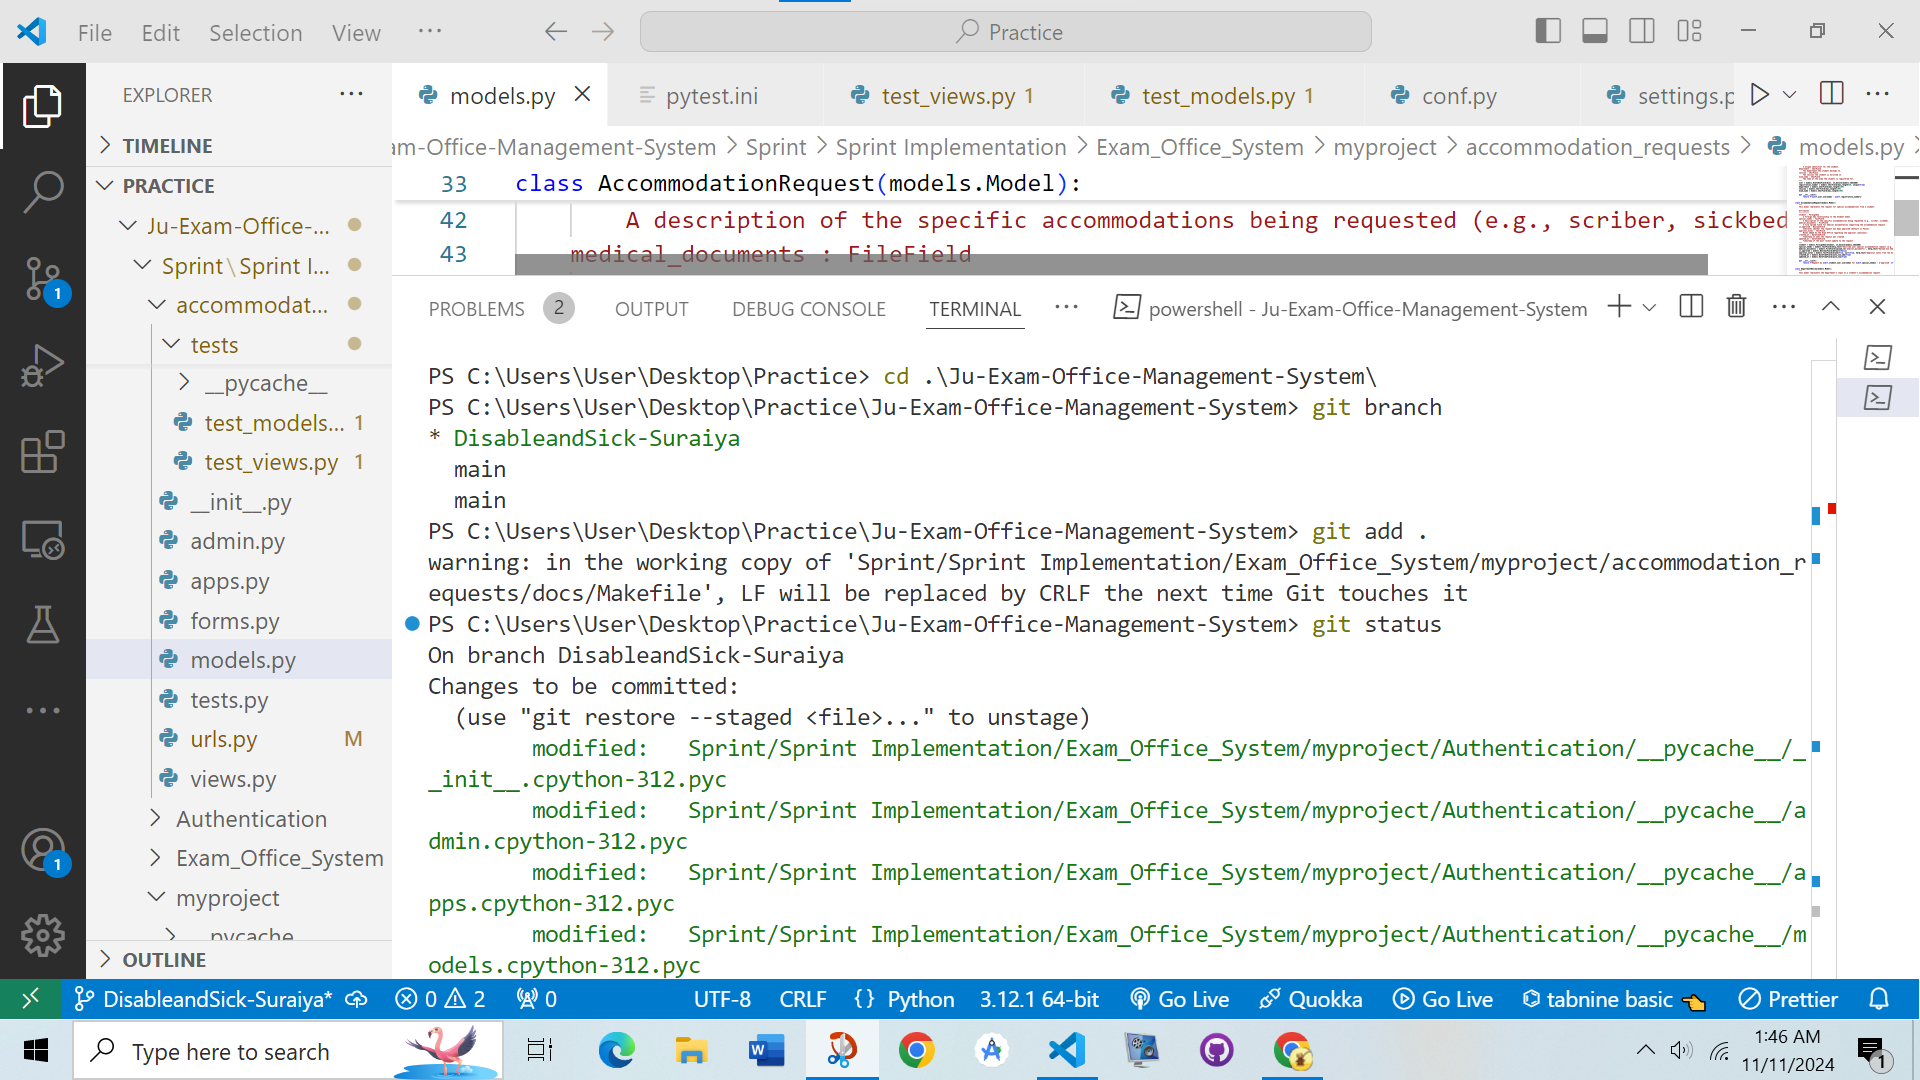 File Edit Selection View ... Practice
EXPLORER ...
models.py pytest.ini test_views.py 1 test_models.py 1 conf.py settings.p ...
TIMELINE
am-Office-Management-System > Sprint > Sprint Implementation > Exam_Office_System > myproject > accommodation_requests > models.py >
PRACTICE
33 class AccommodationRequest(models.Model):
42 A description of the specific accommodations being requested (e.g., scriber, sickbed
43 medical_documents : FileField
Ju-Exam-Office-...
Sprint\Sprint I...
accommodat...
tests
__pycache__
test_models... 1
test_views.py 1
__init__.py
admin.py
apps.py
forms.py
models.py
tests.py
urls.py M
views.py
Authentication
Exam_Office_System
myproject
pycache
OUTLINE
1
1
PROBLEMS 2 OUTPUT DEBUG CONSOLE TERMINAL ... powershell - Ju-Exam-Office-Management-System ...
PS C:\Users\User\Desktop\Practice> cd .\Ju-Exam-Office-Management-System\
PS C:\Users\User\Desktop\Practice\Ju-Exam-Office-Management-System> git branch
* DisableandSick-Suraiya
main
main
PS C:\Users\User\Desktop\Practice\Ju-Exam-Office-Management-System> git add .
warning: in the working copy of 'Sprint/Sprint Implementation/Exam_Office_System/myproject/accommodation_r
equests/docs/Makefile', LF will be replaced by CRLF the next time Git touches it
PS C:\Users\User\Desktop\Practice\Ju-Exam-Office-Management-System> git status
On branch DisableandSick-Suraiya
Changes to be committed:
(use "git restore --staged <file>..." to unstage)
modified: Sprint/Sprint Implementation/Exam_Office_System/myproject/Authentication/__pycache__/_
_init__.cpython-312.pyc
modified: Sprint/Sprint Implementation/Exam_Office_System/myproject/Authentication/__pycache__/a
dmin.cpython-312.pyc
modified: Sprint/Sprint Implementation/Exam_Office_System/myproject/Authentication/__pycache__/a
pps.cpython-312.pyc
modified: Sprint/Sprint Implementation/Exam_Office_System/myproject/Authentication/__pycache__/m
odels.cpython-312.pyc
DisableandSick-Suraiya* 0 2 0 UTF-8 CRLF {} Python 3.12.1 64-bit Go Live Quokka Go Live tabnine basic Prettier
Type here to search
1:46 AM
11/11/2024
1